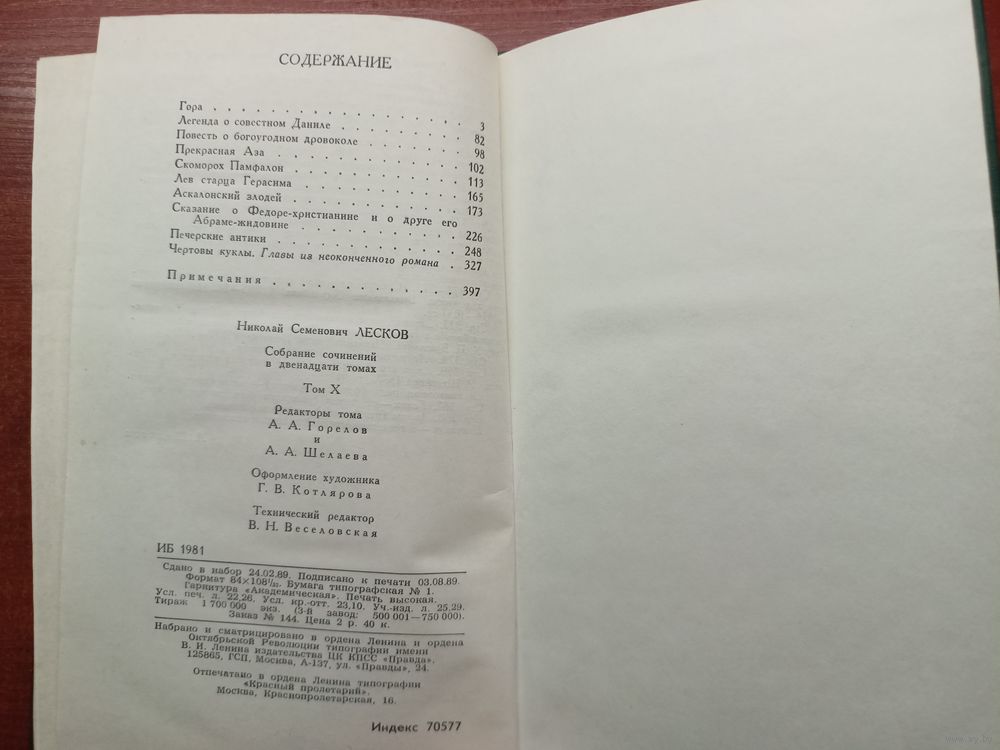 СОДЕРЖАНИЕ
Гора . . . . . . . . . . . . . . . . . 3
Легенда о совестном Даниле . . . . . . . . 82
Повесть о богоугодном дровоколе . . . . . . 98
Прекрасная Аза . . . . . . . . . . . . . 102
Скоморох Памфалон . . . . . . . . . . . . 113
Лев старца Герасима . . . . . . . . . . . 165
Аскалонский злодей . . . . . . . . . . . 173
Сказание о Федоре-христианине и о друге его
Абраме-жидовине . . . . . . . . . . . 226
Печерские антики . . . . . . . . . . . . 248
Чертовы куклы. Главы из неоконченного романа . 327
Примечания . . . . . . . . . . . . . 397
Николай Семенович ЛЕСКОВ
Собрание сочинений
в двенадцати томах
Том X
Редакторы тома
А. А. Горелов
и
А. А. Шелаева
Оформление художника
Г. В. Котлярова
Технический редактор
В. Н. Веселовская
ИБ 1981
Сдано в набор 24.02.89. Подписано к печати 03.08.89.
Формат 84×108¹/₃₂. Бумага типографская № 1.
Гарнитура «Академическая». Печать высокая.
Усл. печ. л. 22,26. Усл. кр.-отт. 23,10. Уч.-изд. л. 25,29.
Тираж 1 700 000 экз. (3-й завод: 500 001—750 000).
Заказ № 144. Цена 2 р. 40 к.
Набрано и сматрицировано в ордена Ленина и ордена
Октябрьской Революции типографии имени
В. И. Ленина издательства ЦК КПСС «Правда».
125865, ГСП, Москва, А-137, ул. «Правды», 24.
Отпечатано в ордена Ленина типографии
«Красный пролетарий».
Москва, Краснопролетарская, 16.
Индекс 70577